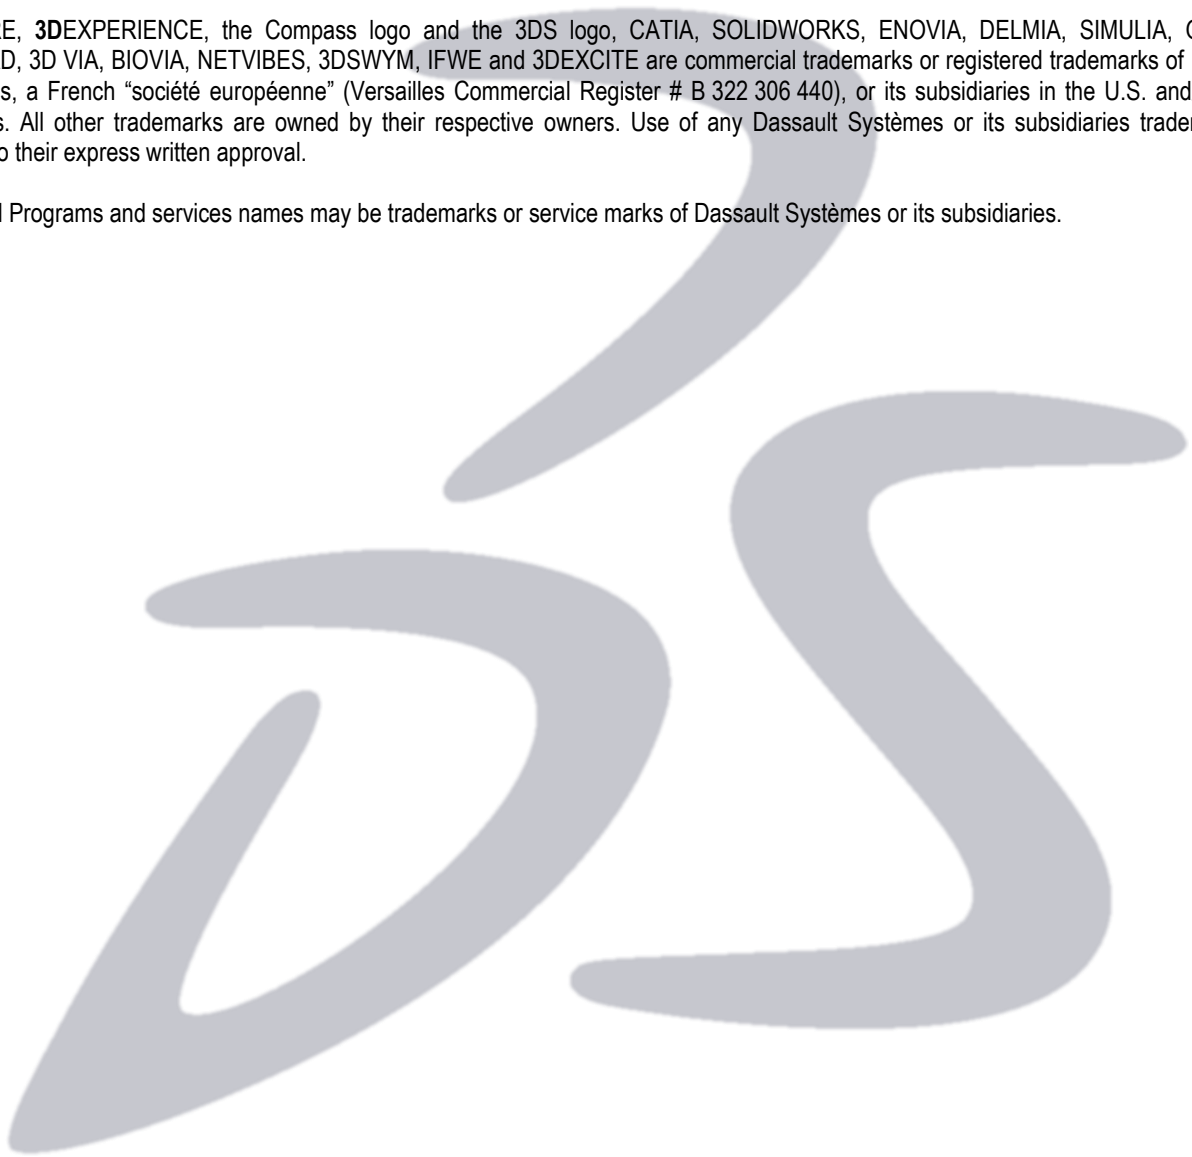 E, 3DEXPERIENCE, the Compass logo and the 3DS logo, CATIA, SOLIDWORKS, ENOVIA, DELMIA, SIMULIA,
D, 3D VIA, BIOVIA, NETVIBES, 3DSWYM, IFWE and 3DEXCITE are commercial trademarks or registered trademarks of
s, a French “société européenne” (Versailles Commercial Register # B 322 306 440), or its subsidiaries in the U.S. and
s. All other trademarks are owned by their respective owners. Use of any Dassault Systèmes or its subsidiaries
o their express written approval.
l Programs and services names may be trademarks or service marks of Dassault Systèmes or its subsidiaries.